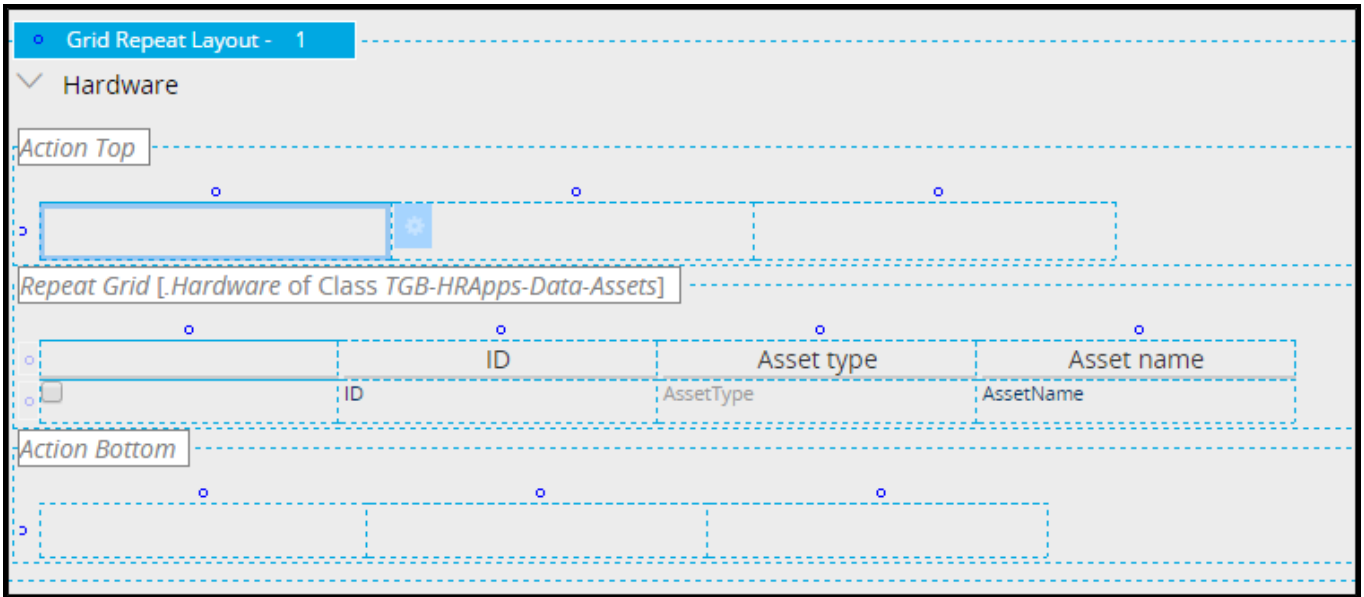 Grid Repeat Layout - 1
Hardware
Action Top
Repeat Grid [.Hardware of Class TGB-HRApps-Data-Assets]
ID Asset type Asset name
ID AssetType AssetName
Action Bottom